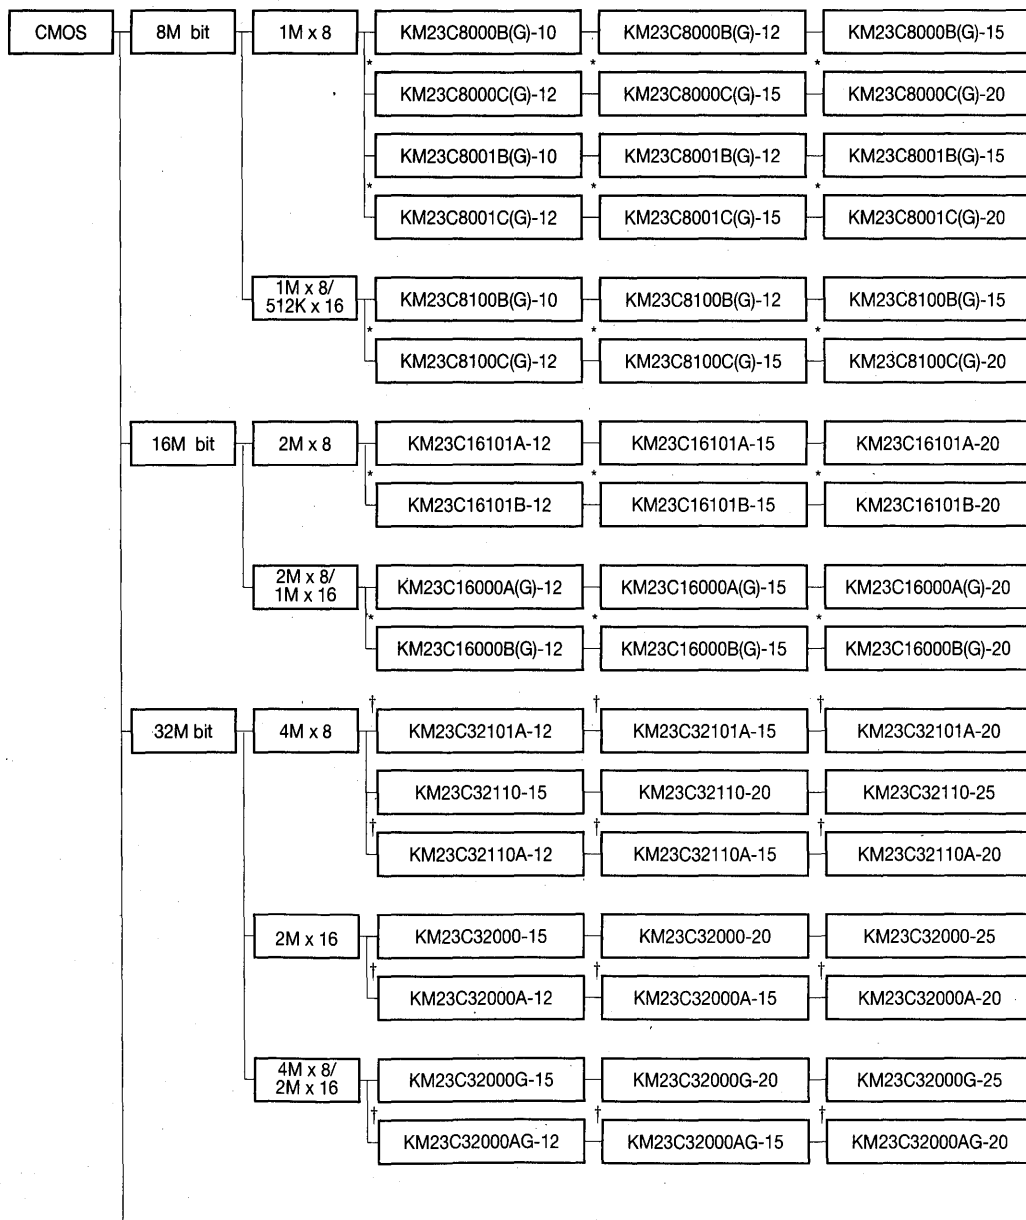 CMOS 8M bit 1M x 8 KM23C8000B(G)-10 KM23C8000B(G)-12 KM23C8000B(G)-15
* * *
KM23C8000C(G)-12 KM23C8000C(G)-15 KM23C8000C(G)-20
KM23C8001B(G)-10 KM23C8001B(G)-12 KM23C8001B(G)-15
* * *
KM23C8001C(G)-12 KM23C8001C(G)-15 KM23C8001C(G)-20
1M x 8/
512K x 16 KM23C8100B(G)-10 KM23C8100B(G)-12 KM23C8100B(G)-15
* * *
KM23C8100C(G)-12 KM23C8100C(G)-15 KM23C8100C(G)-20
16M bit 2M x 8 KM23C16101A-12 KM23C16101A-15 KM23C16101A-20
* * *
KM23C16101B-12 KM23C16101B-15 KM23C16101B-20
2M x 8/
1M x 16 KM23C16000A(G)-12 KM23C16000A(G)-15 KM23C16000A(G)-20
* * *
KM23C16000B(G)-12 KM23C16000B(G)-15 KM23C16000B(G)-20
† † †
32M bit 4M x 8 KM23C32101A-12 KM23C32101A-15 KM23C32101A-20
KM23C32110-15 KM23C32110-20 KM23C32110-25
† † †
KM23C32110A-12 KM23C32110A-15 KM23C32110A-20
2M x 16 KM23C32000-15 KM23C32000-20 KM23C32000-25
† † †
KM23C32000A-12 KM23C32000A-15 KM23C32000A-20
4M x 8/
2M x 16 KM23C32000G-15 KM23C32000G-20 KM23C32000G-25
† † †
KM23C32000AG-12 KM23C32000AG-15 KM23C32000AG-20